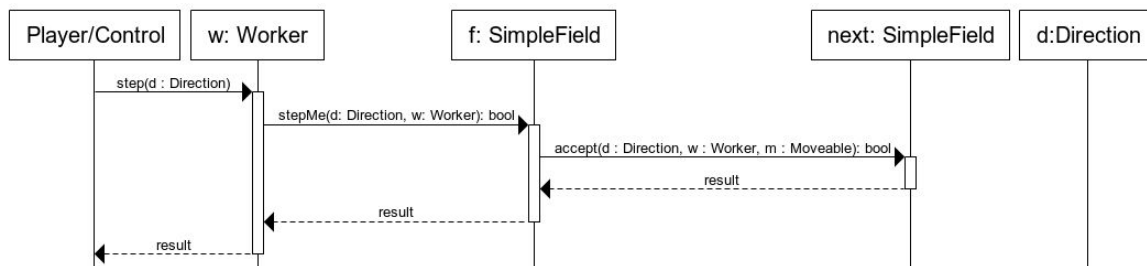 Player/Control
w: Worker
f: SimpleField
next: SimpleField
d:Direction
step(d : Direction)
stepMe(d: Direction, w: Worker): bool
accept(d : Direction, w : Worker, m : Moveable): bool
result
result
result